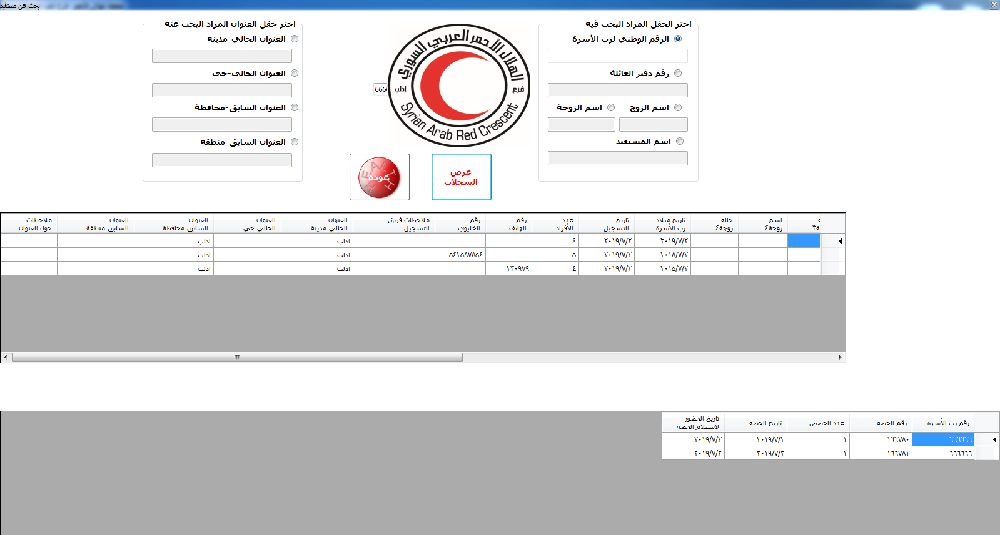 بحث عن مستفيد
اختر الحقل المراد البحث فيه
الرقم الوطني لرب الأسرة
رقم دفتر العائلة
اسم الزوج
اسم الزوجة
اسم المستفيد
الهلال الأحمر العربي السوري
فرع
إدلب
Syrian Arab Red Crescent
666
اختر حقل العنوان المراد البحث عنه
العنوان الحالي-مدينة
العنوان الحالي-حي
العنوان السابق-محافظة
العنوان السابق-منطقة
عرض
السجلات
HEALTH
عودة
ة٣ اسم زوجة٤ حالة زوجة٤ تاريخ ميلاد رب الأسرة تاريخ التسجيل عدد الأفراد رقم الهاتف رقم الخليوي ملاحظات فريق التسجيل العنوان الحالي-مدينة العنوان الحالي-حي العنوان السابق-محافظة العنوان السابق-منطقة ملاحظات حول العنوان
٢٠١٩/٧/٢ ٢٠١٩/٧/٢ ٤ ادلب ادلب
٢٠١٨/٧/٢ ٢٠١٩/٧/٢ ٥ ٥٤٢٥٨٧٨٥٤ ادلب ادلب
٢٠١٥/٧/٢ ٢٠١٩/٧/٢ ٤ ٢٣٠٩٧٩ ادلب ادلب
رقم رب الأسرة رقم الحصة عدد الحصص تاريخ الحصة تاريخ الحضور لاستلام الحصة
٦٦٦٦٦٦ ١٦٦٧٨٠ ١ ٢٠١٩/٧/٢ ٢٠١٩/٧/٢
٦٦٦٦٦٦ ١٦٦٧٨١ ١ ٢٠١٩/٧/٢ ٢٠١٩/٧/٢